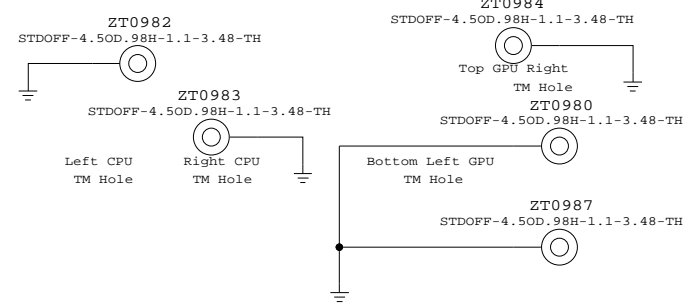 ZT0982
STDOFF-4.5OD.98H-1.1-3.48-TH
ZT0984
STDOFF-4.5OD.98H-1.1-3.48-TH
Top GPU Right
TM Hole
ZT0983
STDOFF-4.5OD.98H-1.1-3.48-TH
Left CPU
TM Hole
Right CPU
TM Hole
ZT0980
STDOFF-4.5OD.98H-1.1-3.48-TH
Bottom Left GPU
TM Hole
ZT0987
STDOFF-4.5OD.98H-1.1-3.48-TH